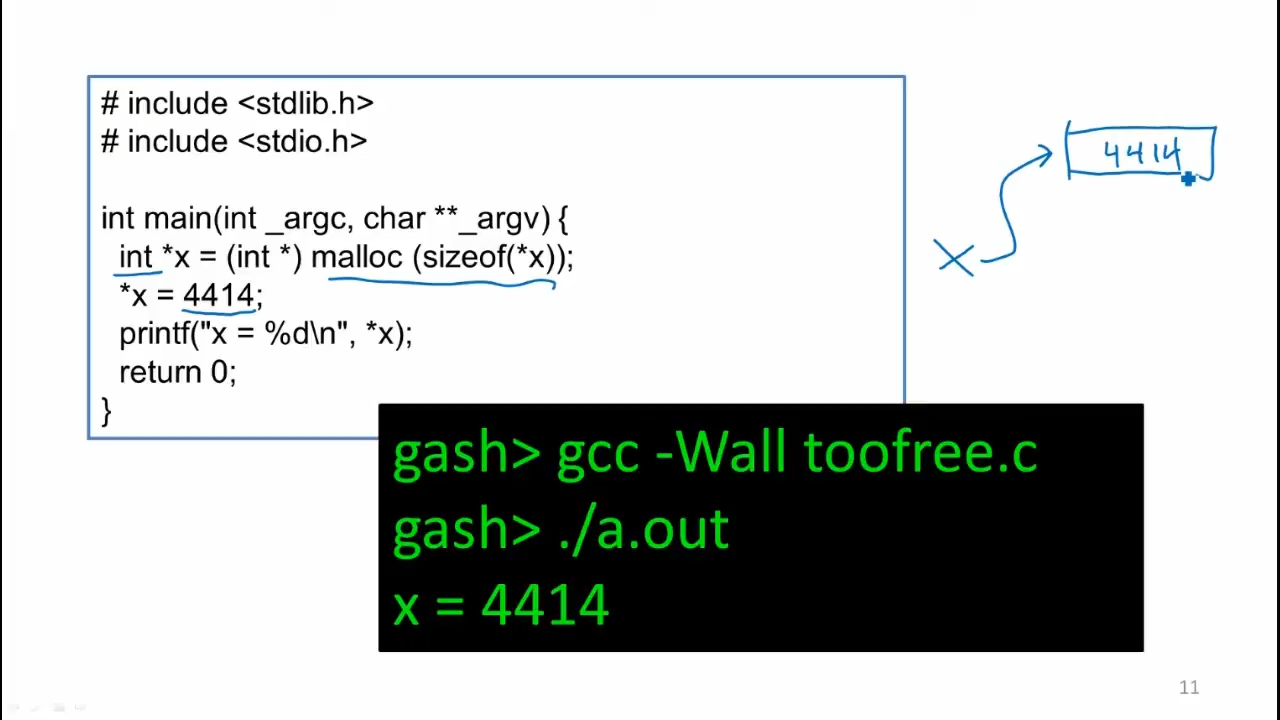 # include <stdlib.h>
# include <stdio.h>
int main(int _argc, char **_argv) {
int *x = (int *) malloc (sizeof(*x));
*x = 4414;
printf("x = %d\n", *x);
return 0;
}
4414
X
gash> gcc -Wall toofree.c
gash> ./a.out
x = 4414
11